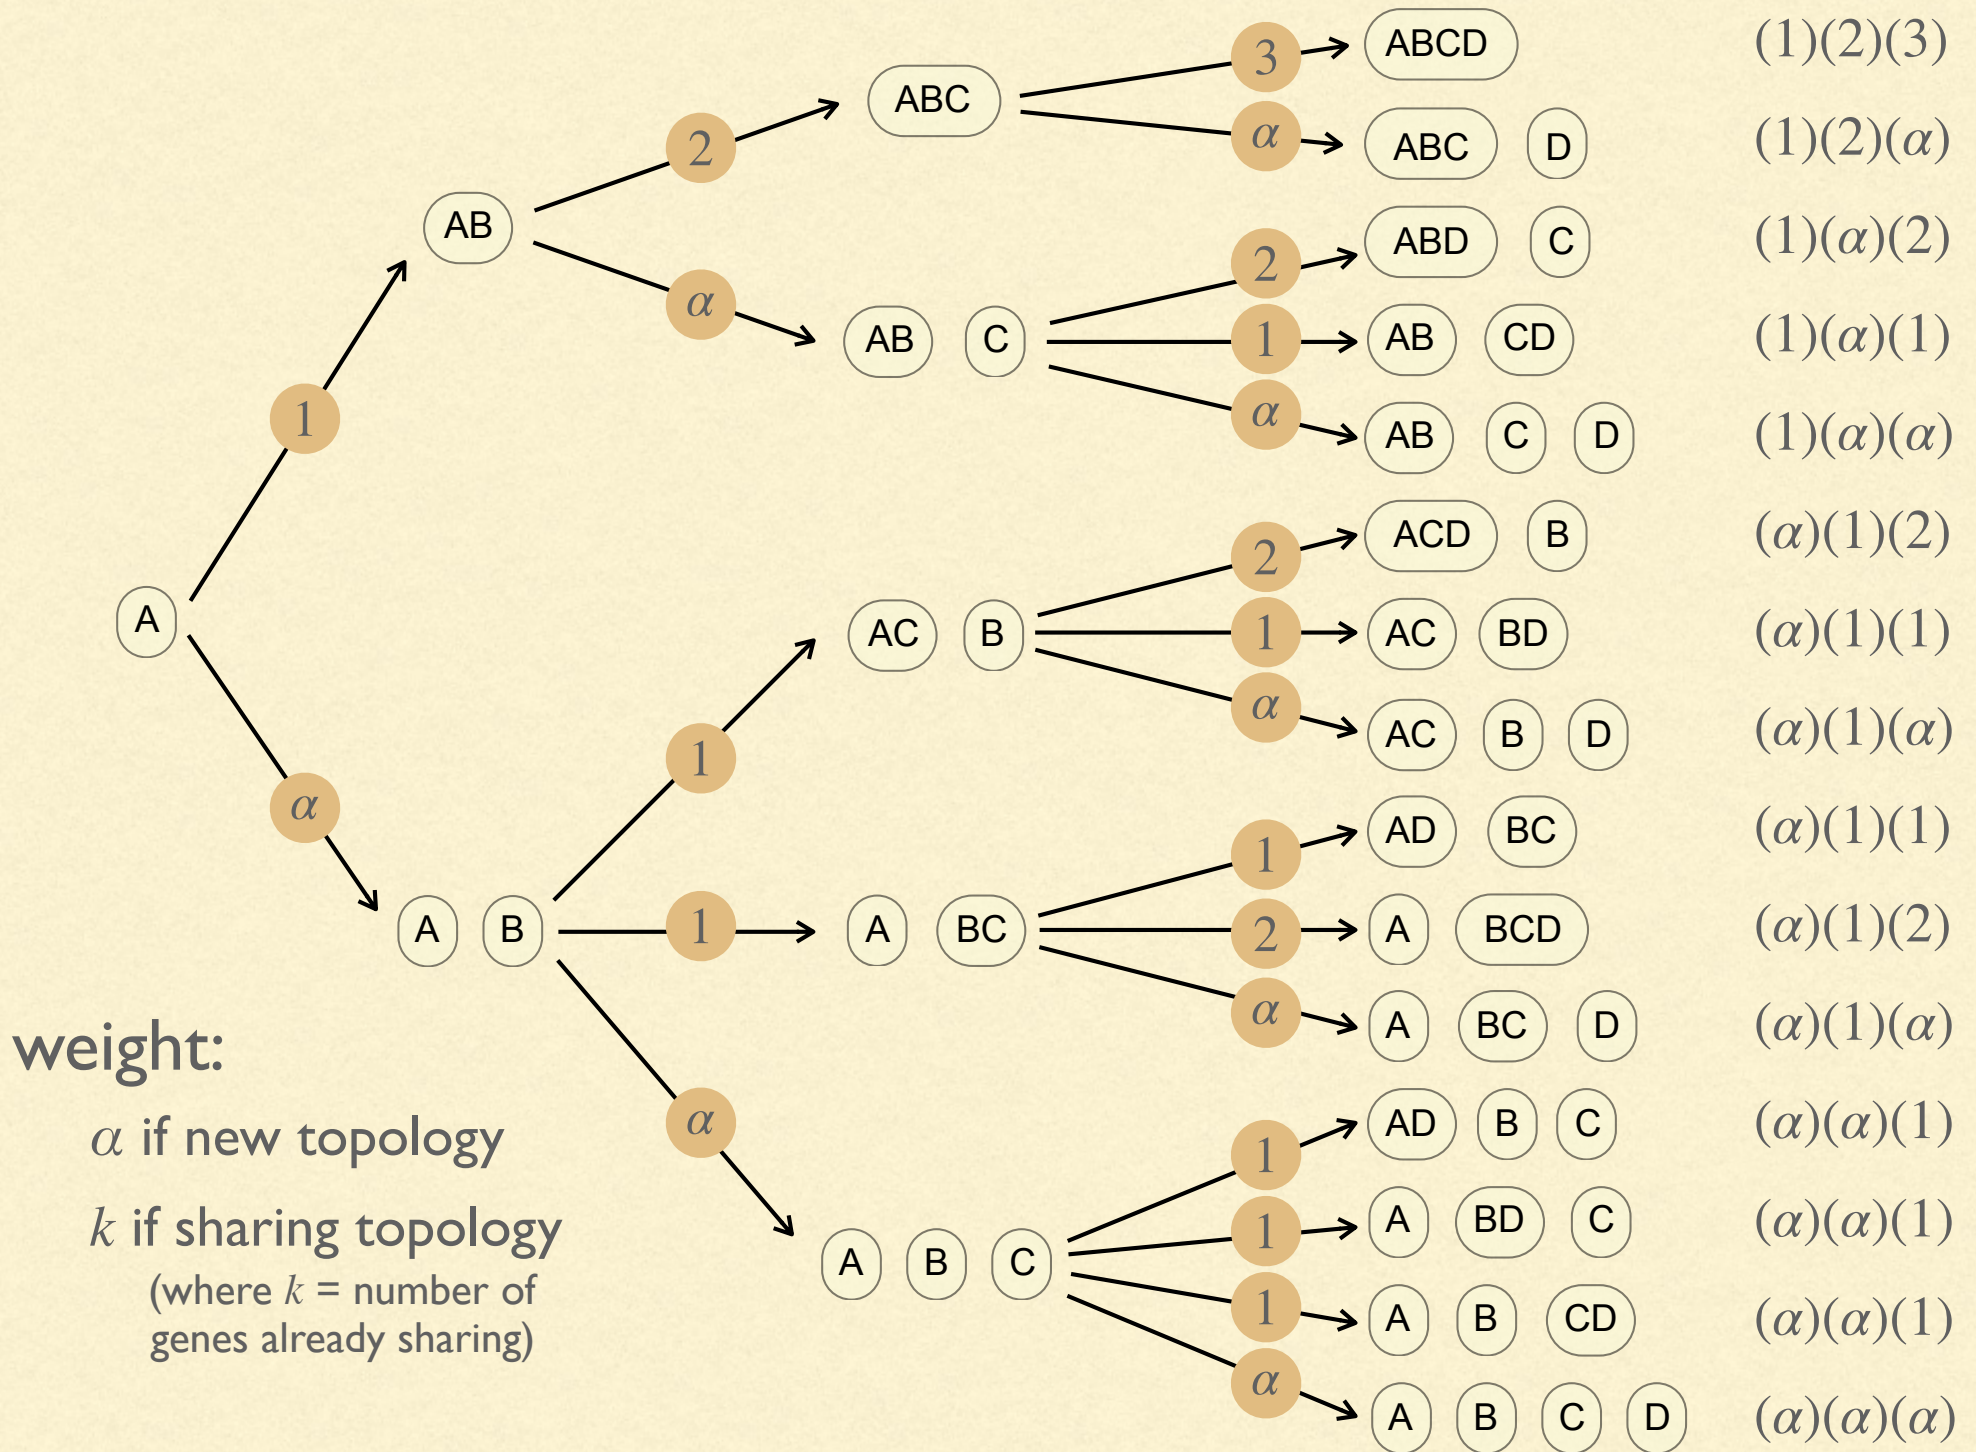 3 ABCD (1)(2)(3)
ABC
α ABC D (1)(2)(α)
2
AB
2 ABD C (1)(α)(2)
α
AB C 1 AB CD (1)(α)(1)
α AB C D (1)(α)(α)
1
2 ACD B (α)(1)(2)
A
AC B 1 AC BD (α)(1)(1)
α AC B D (α)(1)(α)
1
α
1 AD BC (α)(1)(1)
A B 1 A BC 2 A BCD (α)(1)(2)
α A BC D (α)(1)(α)
weight:
α if new topology
k if sharing topology
(where k = number of
genes already sharing)
α
1 AD B C (α)(α)(1)
1 A BD C (α)(α)(1)
A B C
1 A B CD (α)(α)(1)
α A B C D (α)(α)(α)